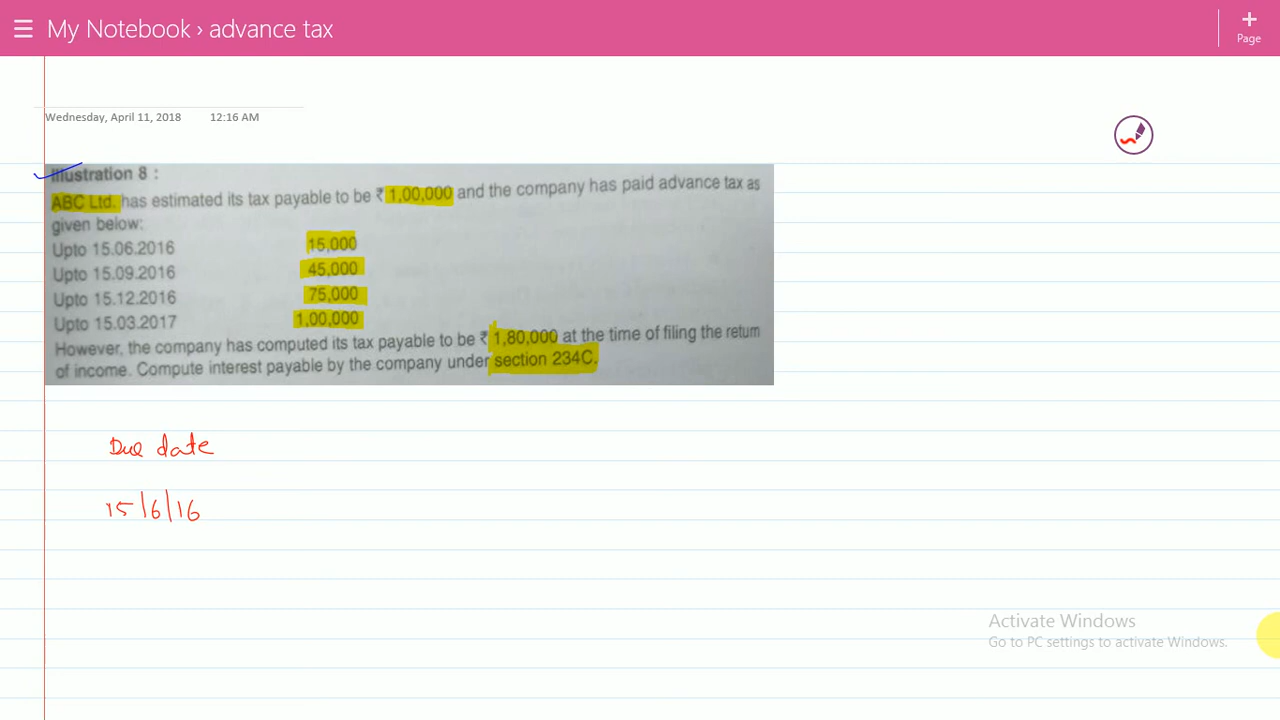 My Notebook › advance tax
Page
Wednesday, April 11, 2018 12:16 AM
Illustration 8 :
ABC Ltd. has estimated its tax payable to be ₹ 1,00,000 and the company has paid advance tax as
given below:
Upto 15.06.2016 15,000
Upto 15.09.2016 45,000
Upto 15.12.2016 75,000
Upto 15.03.2017 1,00,000
However, the company has computed its tax payable to be ₹ 1,80,000 at the time of filing the return
of income. Compute interest payable by the company under section 234C.
Due date
15/6/16
Activate Windows
Go to PC settings to activate Windows.